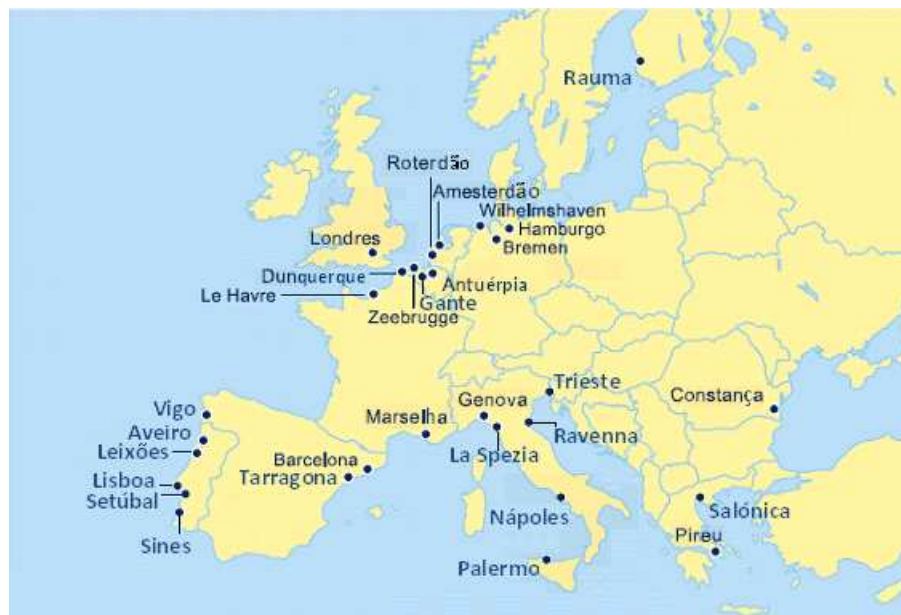 Rauma
Roterdão
Amesterdão
Wilhelmshaven
Hamburgo
Bremen
Londres
Dunquerque
Antuérpia
Le Havre
Gante
Zeebrugge
Trieste
Constança
Genova
Vigo
Marselha
Aveiro
Ravenna
Leixões
La Spezia
Barcelona
Tarragona
Lisboa
Setúbal
Salónica
Nápoles
Pireu
Sines
Palermo